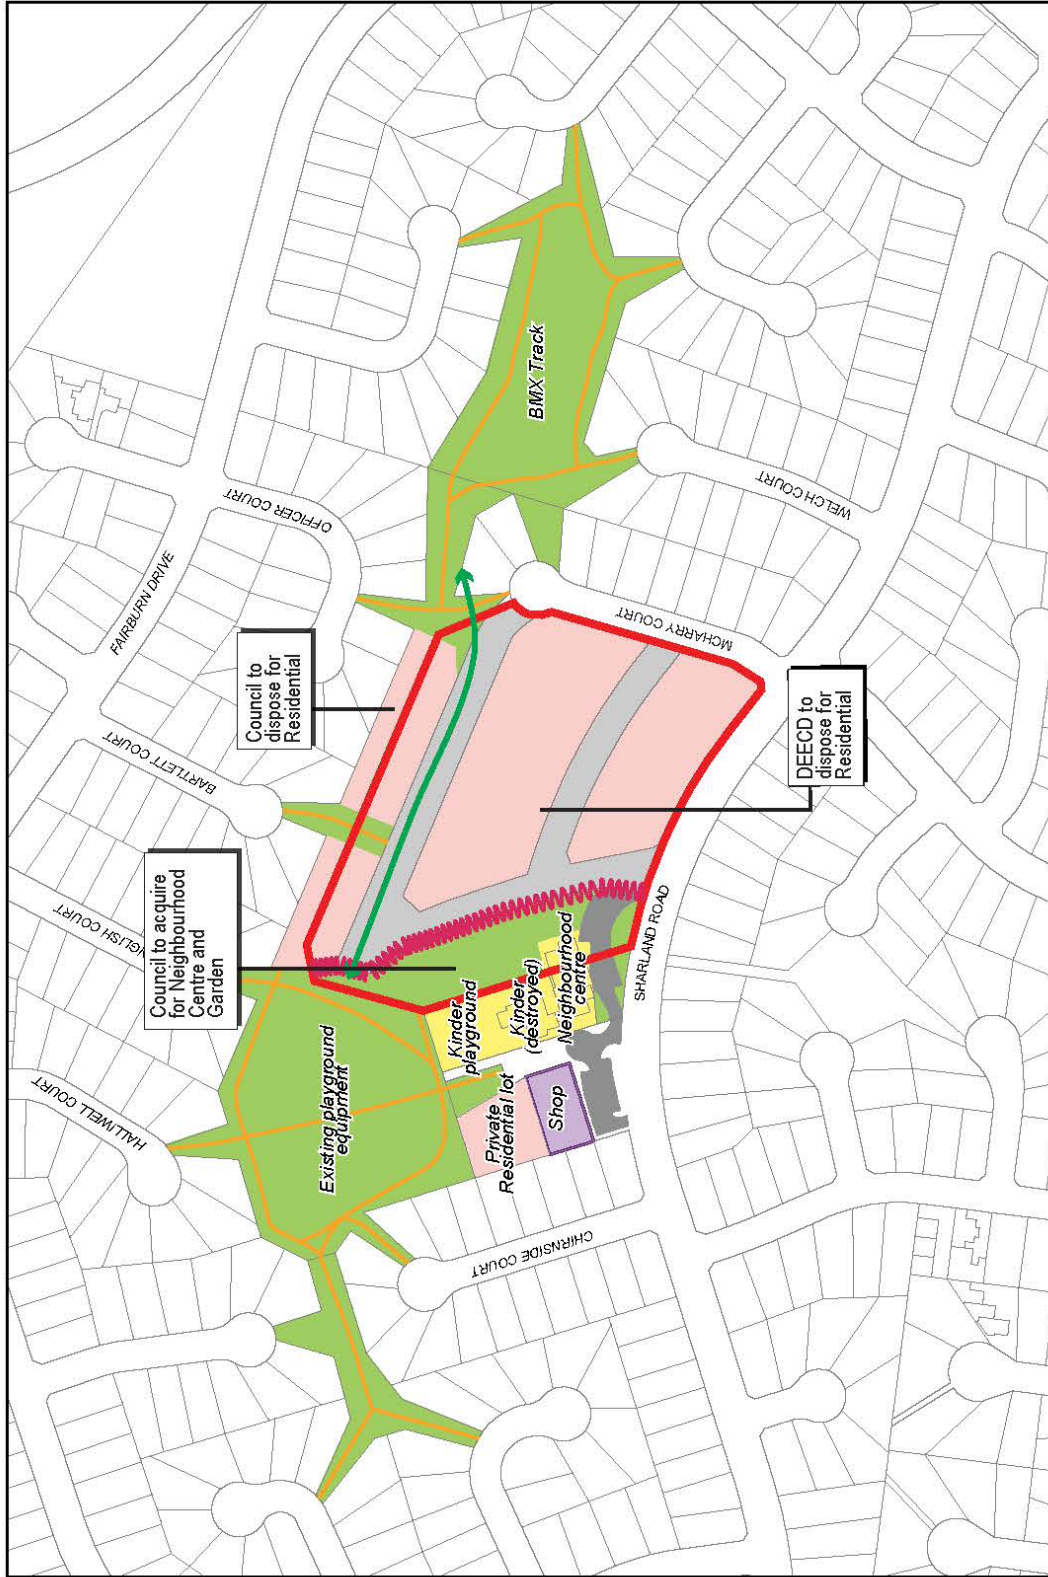 HALLIWELL COURT
NGLISH COURT
BARTLETT COURT
FAIRBURN DRIVE
OFFICER COURT
Council to acquire
for Neighbourhood
Centre and
Garden
Council to
dispose for
Residential
Existing playground
equipment
BMX Track
Kinder
playground
Kinder
(destroyed)
Neighbourhood
centre
Private
Residential lot
Shop
CHIRNSIDE COURT
SHARLAND ROAD
DEECD to
dispose for
Residential
MCHARRY COURT
WELCH COURT